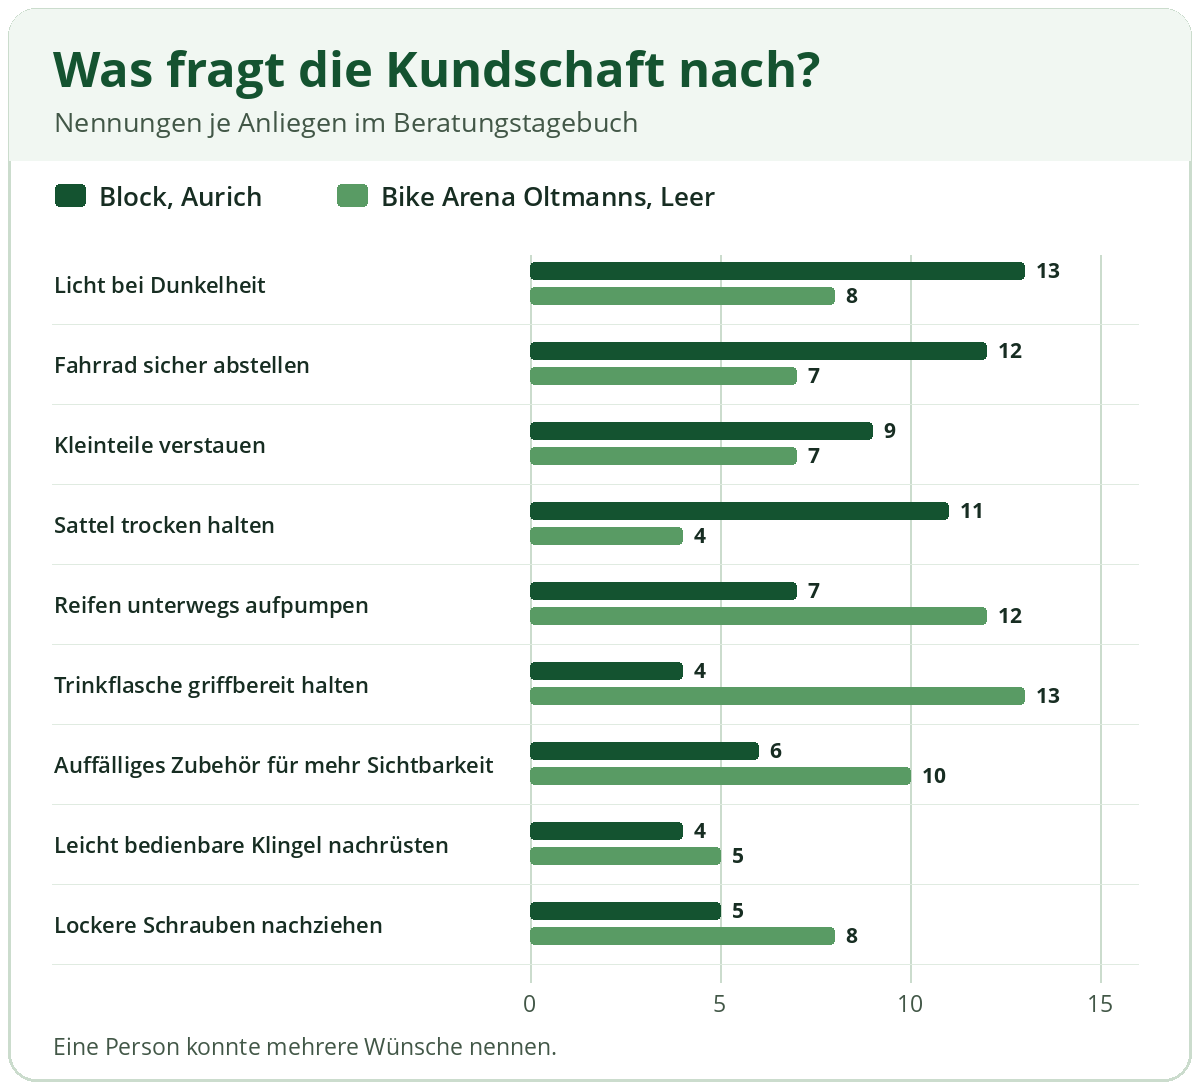 Was fragt die Kundschaft nach?
Nennungen je Anliegen im Beratungstagebuch
Block, Aurich
Bike Arena Oltmanns, Leer
Licht bei Dunkelheit
13
8
Fahrrad sicher abstellen
12
7
Kleinteile verstauen
9
7
Sattel trocken halten
11
4
Reifen unterwegs aufpumpen
7
12
Trinkflasche griffbereit halten
4
13
Auffälliges Zubehör für mehr Sichtbarkeit
6
10
Leicht bedienbare Klingel nachrüsten
4
5
Lockere Schrauben nachziehen
5
8
0 5 10 15
Eine Person konnte mehrere Wünsche nennen.